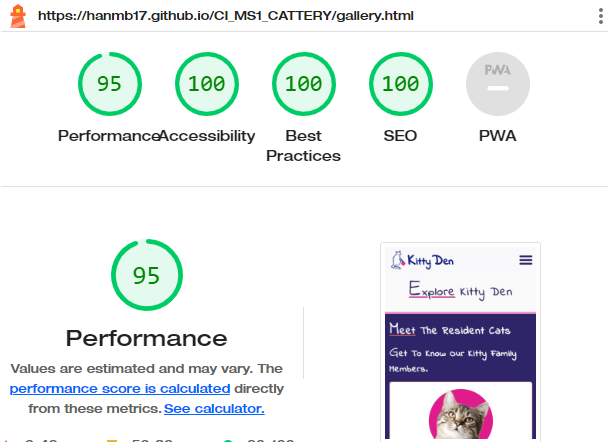 https://hanmb17.github.io/CI_MS1_CATTERY/gallery.html
95 100 100 100 PWA
Performance Accessibility Best Practices SEO PWA
95
Performance
Values are estimated and may vary. The
performance score is calculated directly
from these metrics. See calculator.
Kitty Den
Explore Kitty Den
Meet The Resident Cats
Get To Know Our Kitty Family
Members.